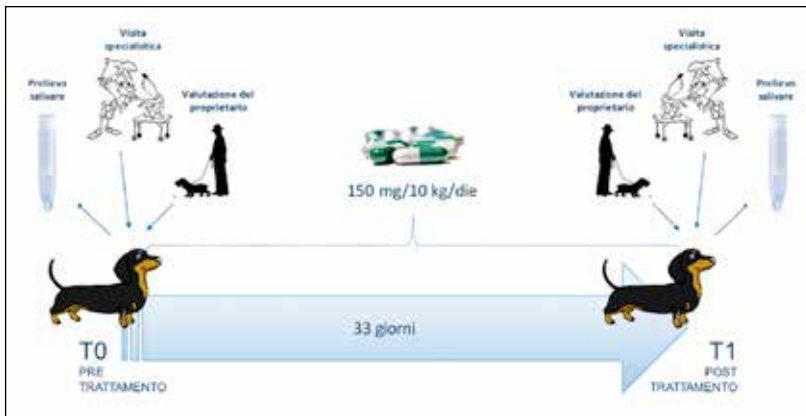 Visita
specialistica
Prelievo
salivare
Valutazione del
proprietario
150 mg/10 kg/die
Visita
specialistica
Valutazione del
proprietario
Prelievo
salivare
33 giorni
T0
PRE
TRATTAMENTO
T1
POST
TRATTAMENTO